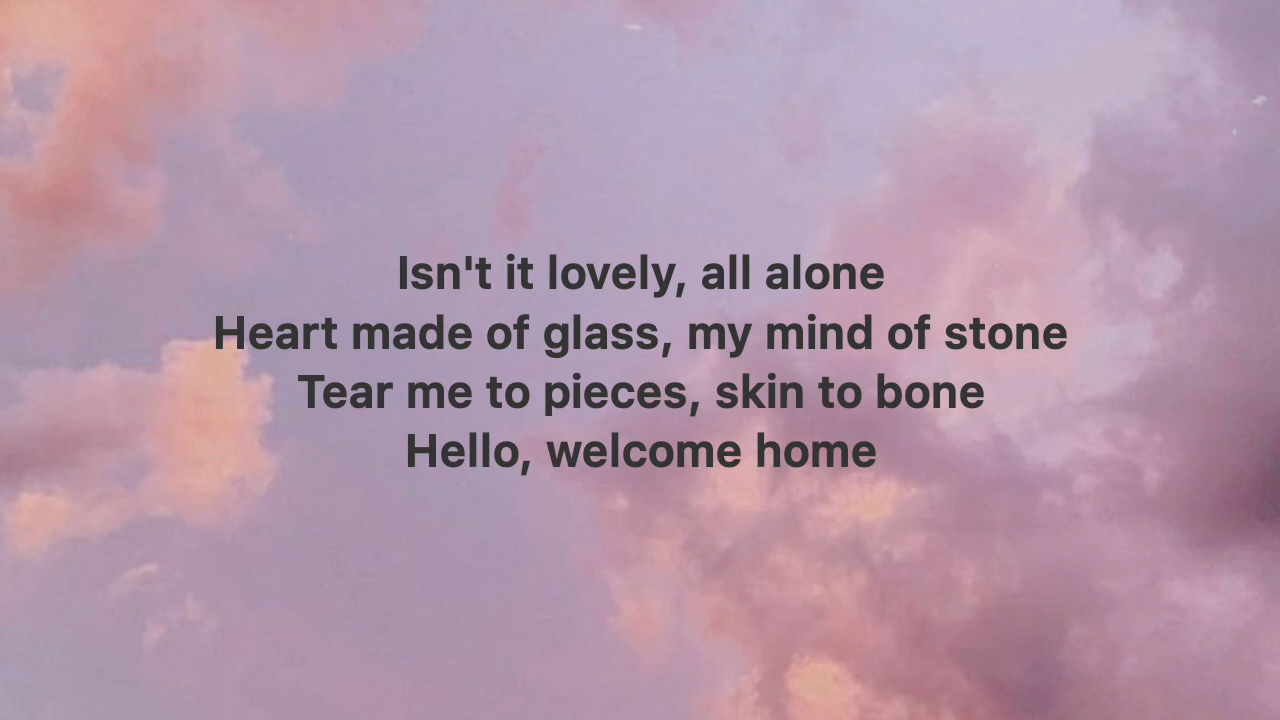 Isn't it lovely, all alone
Heart made of glass, my mind of stone
Tear me to pieces, skin to bone
Hello, welcome home